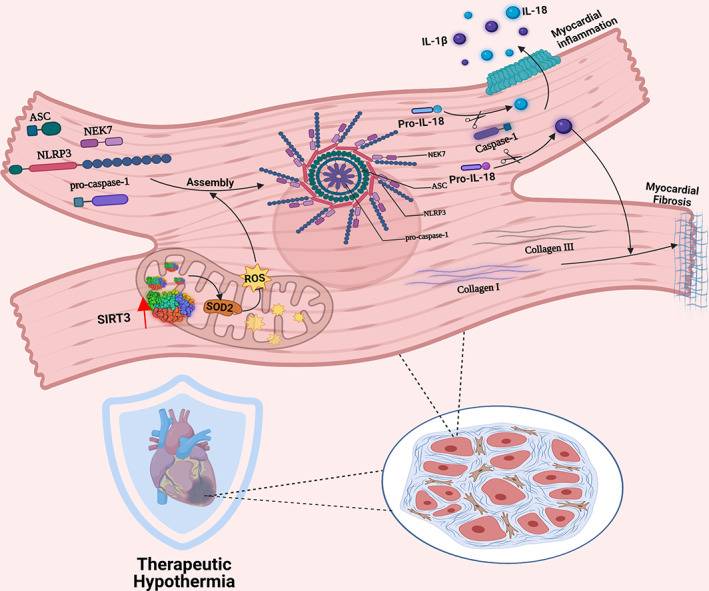 IL-18
IL-1β
Myocardial
inflammation
ASC
NEK7
NLRP3
pro-caspase-1
Assembly
Pro-IL-18
Caspase-1
Pro-IL-18
NEK7
ASC
NLRP3
pro-caspase-1
Myocardial
Fibrosis
Collagen III
Collagen I
ROS
SOD2
SIRT3
Therapeutic
Hypothermia